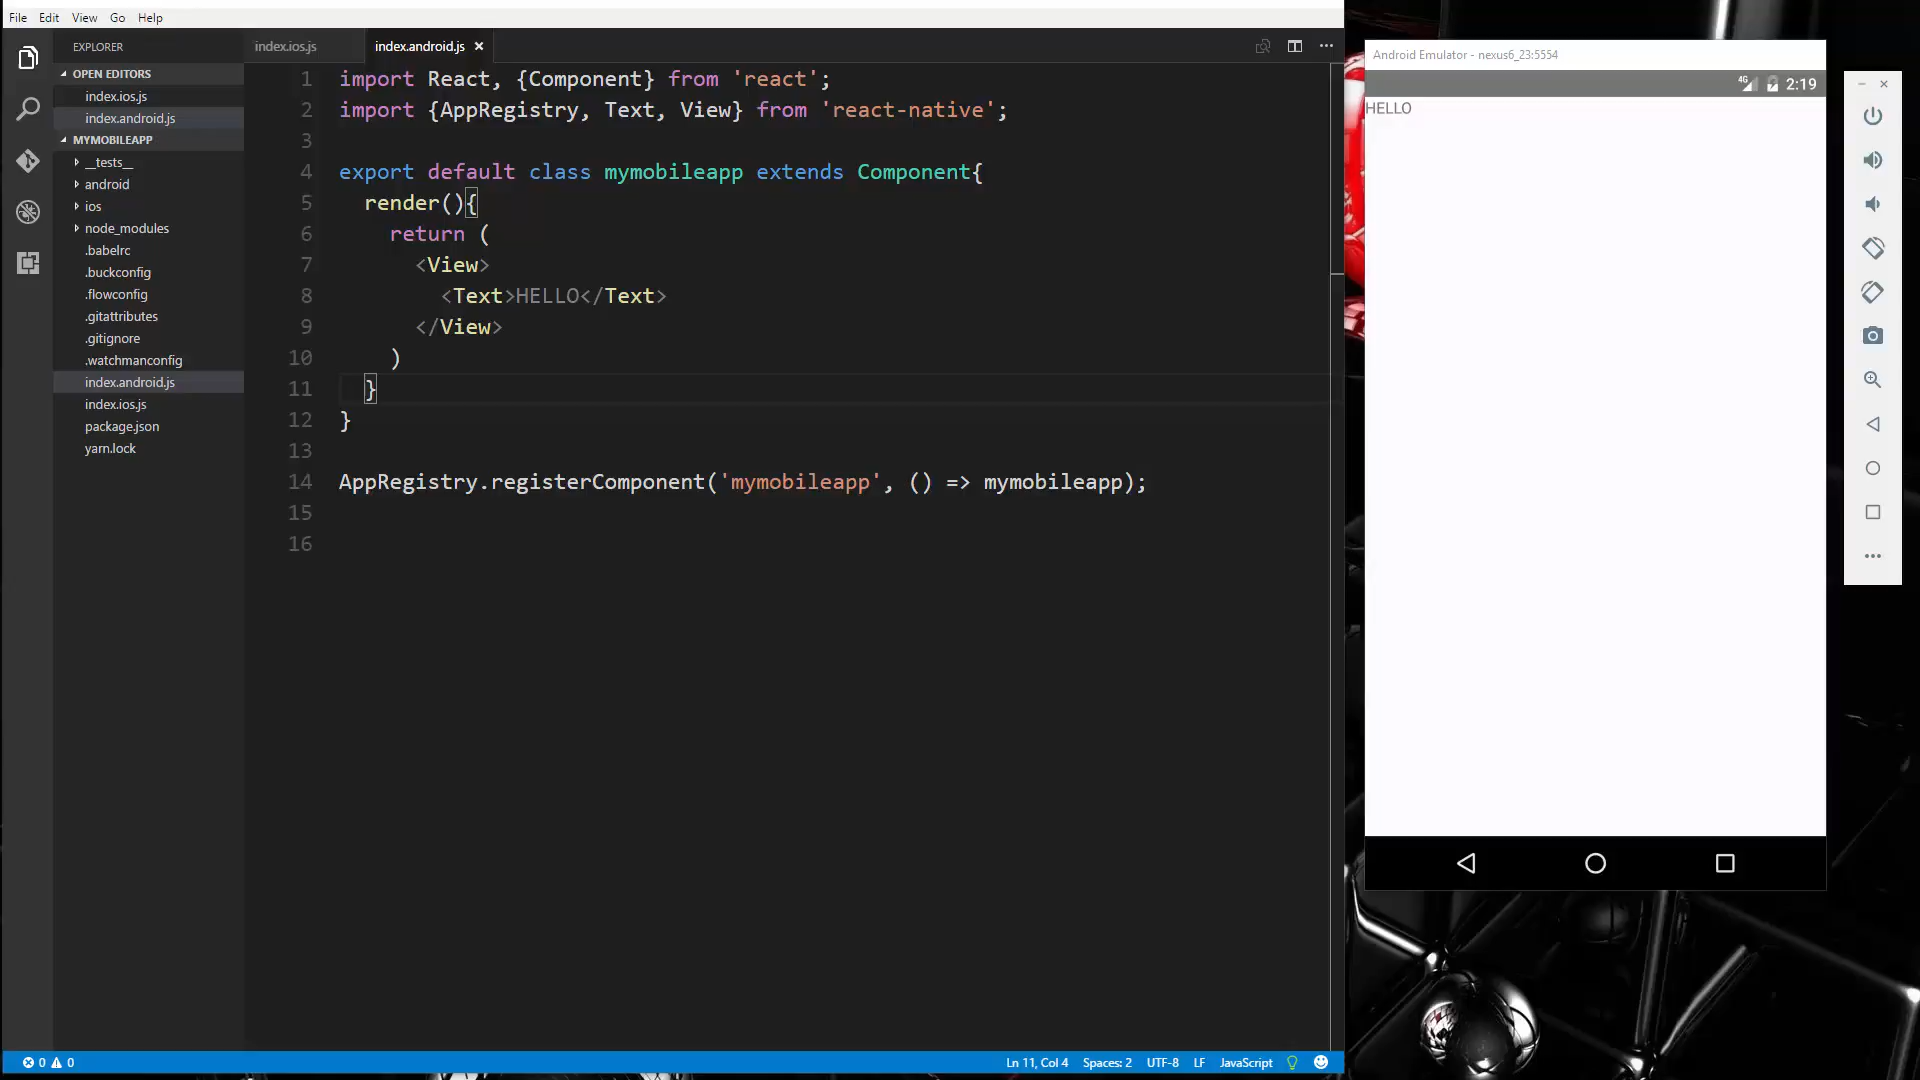 File Edit View Go Help
EXPLORER
OPEN EDITORS
index.ios.js
index.android.js
MYMOBILEAPP
__tests__
android
ios
node_modules
.babelrc
.buckconfig
.flowconfig
.gitattributes
.gitignore
.watchmanconfig
index.android.js
index.ios.js
package.json
yarn.lock
index.ios.js index.android.js
1 import React, {Component} from 'react';
2 import {AppRegistry, Text, View} from 'react-native';
3
4 export default class mymobileapp extends Component{
5 render(){
6 return (
7 <View>
8 <Text>HELLO</Text>
9 </View>
10 )
11 }
12 }
13
14 AppRegistry.registerComponent('mymobileapp', () => mymobileapp);
15
16
0 0
Ln 11, Col 4 Spaces: 2 UTF-8 LF JavaScript
Android Emulator - nexus6_23:5554
4G 2:19
HELLO